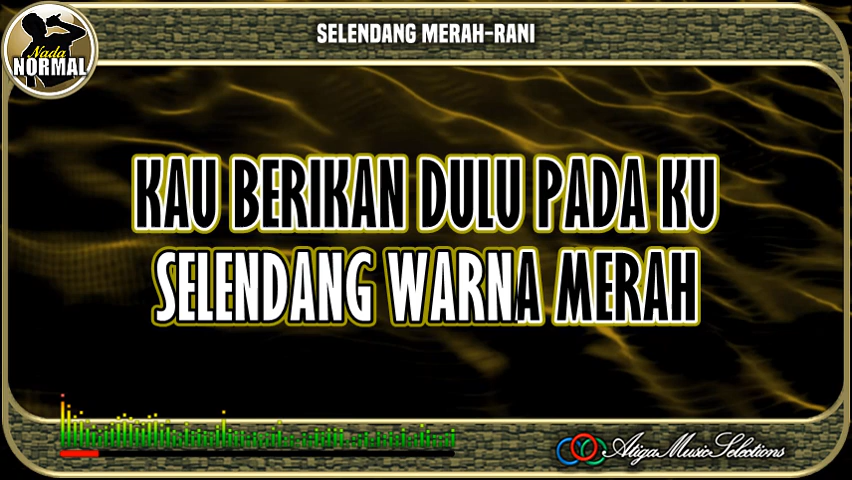 SELENDANG MERAH-RANI
Nada
NORMAL
KAU BERIKAN DULU PADA KU
SELENDANG WARNA MERAH
AtigaMusicSelections